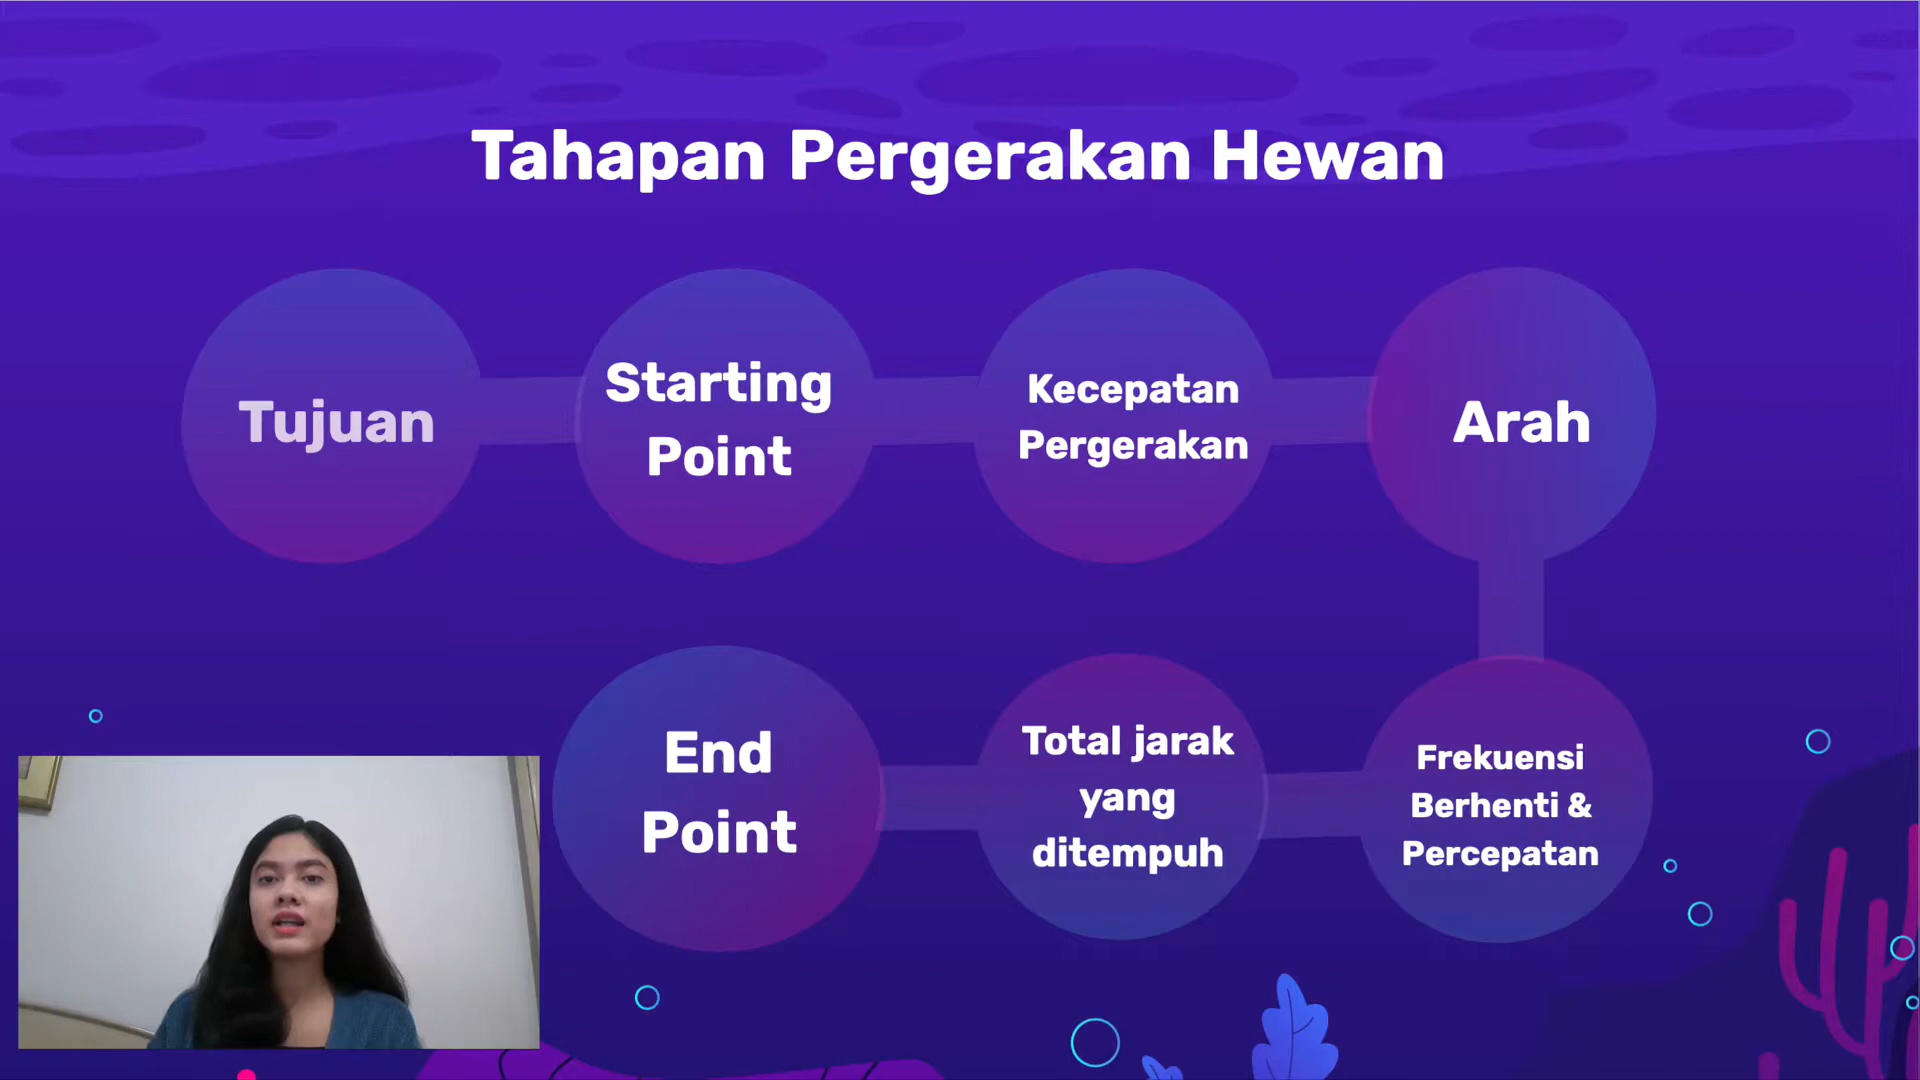 Tahapan Pergerakan Hewan
Tujuan
Starting
Point
Kecepatan
Pergerakan
Arah
Frekuensi
Berhenti &
Percepatan
Total jarak
yang
ditempuh
End
Point